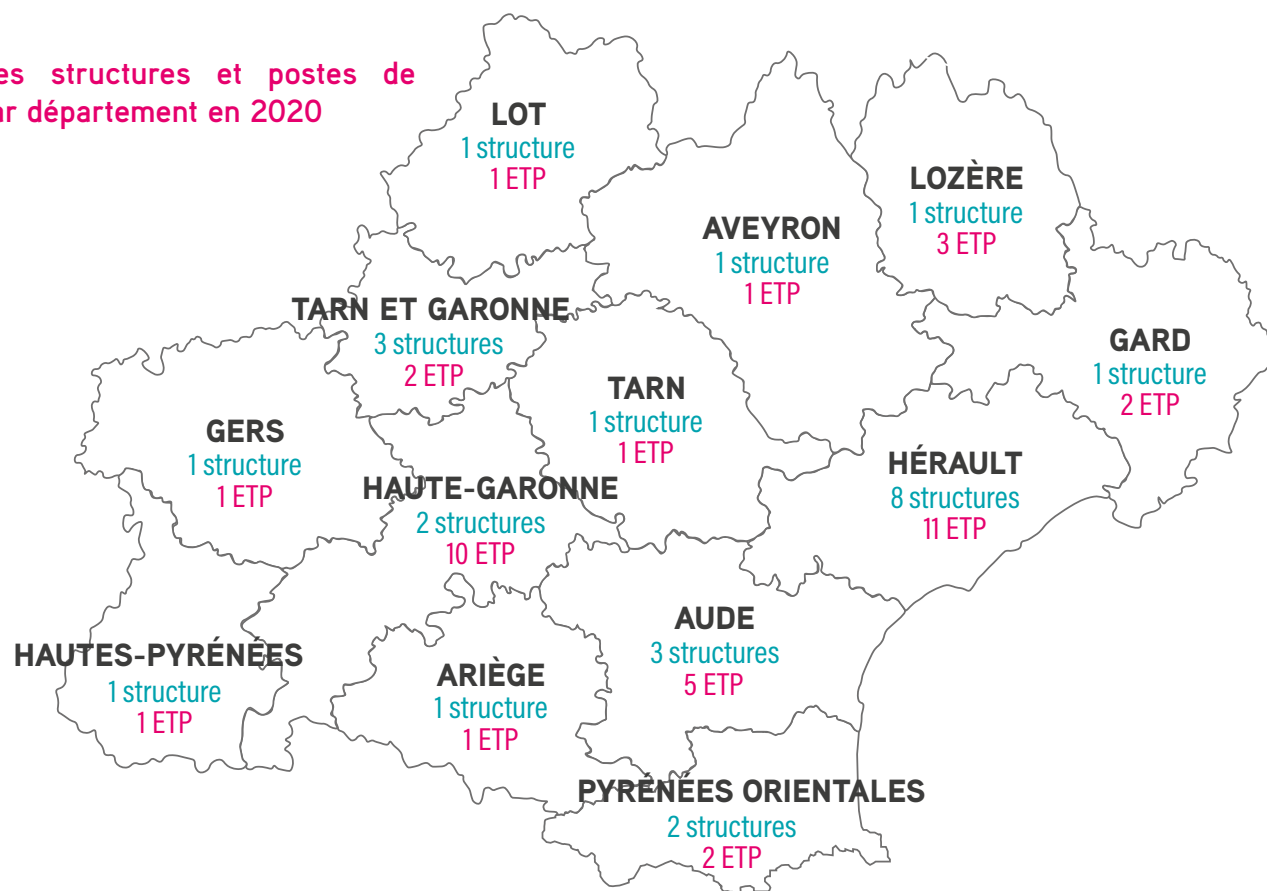 es structures et postes de
r département en 2020
LOT
1 structure
1 ETP
LOZÈRE
1 structure
3 ETP
AVEYRON
1 structure
1 ETP
TARN ET GARONNE
3 structures
2 ETP
GARD
1 structure
2 ETP
TARN
1 structure
1 ETP
GERS
1 structure
1 ETP
HÉRAULT
8 structures
11 ETP
HAUTE-GARONNE
2 structures
10 ETP
AUDE
3 structures
5 ETP
HAUTES-PYRÉNÉES
1 structure
1 ETP
ARIÈGE
1 structure
1 ETP
PYRÉNÉES ORIENTALES
2 structures
2 ETP